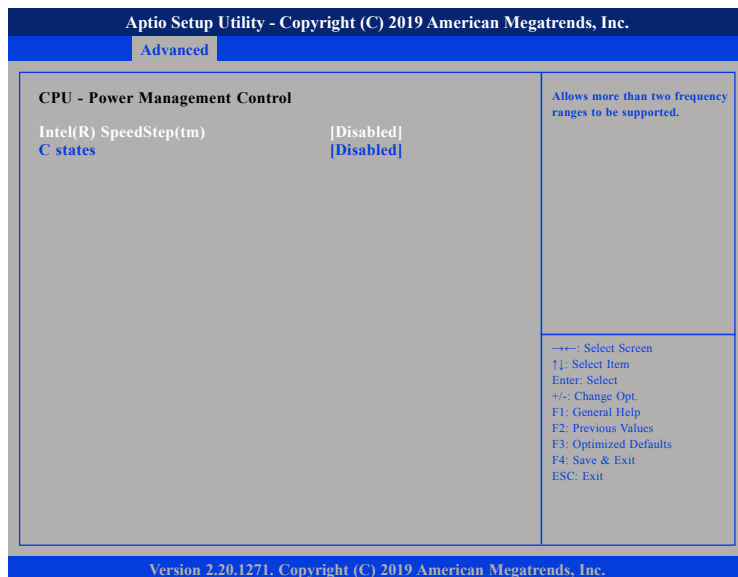 Aptio Setup Utility - Copyright (C) 2019 American Megatrends, Inc.
Advanced
CPU - Power Management Control
Intel(R) SpeedStep(tm) [Disabled]
C states [Disabled]
Allows more than two frequency
ranges to be supported.
→←: Select Screen
↑↓: Select Item
Enter: Select
+/-: Change Opt.
F1: General Help
F2: Previous Values
F3: Optimized Defaults
F4: Save & Exit
ESC: Exit
Version 2.20.1271. Copyright (C) 2019 American Megatrends, Inc.